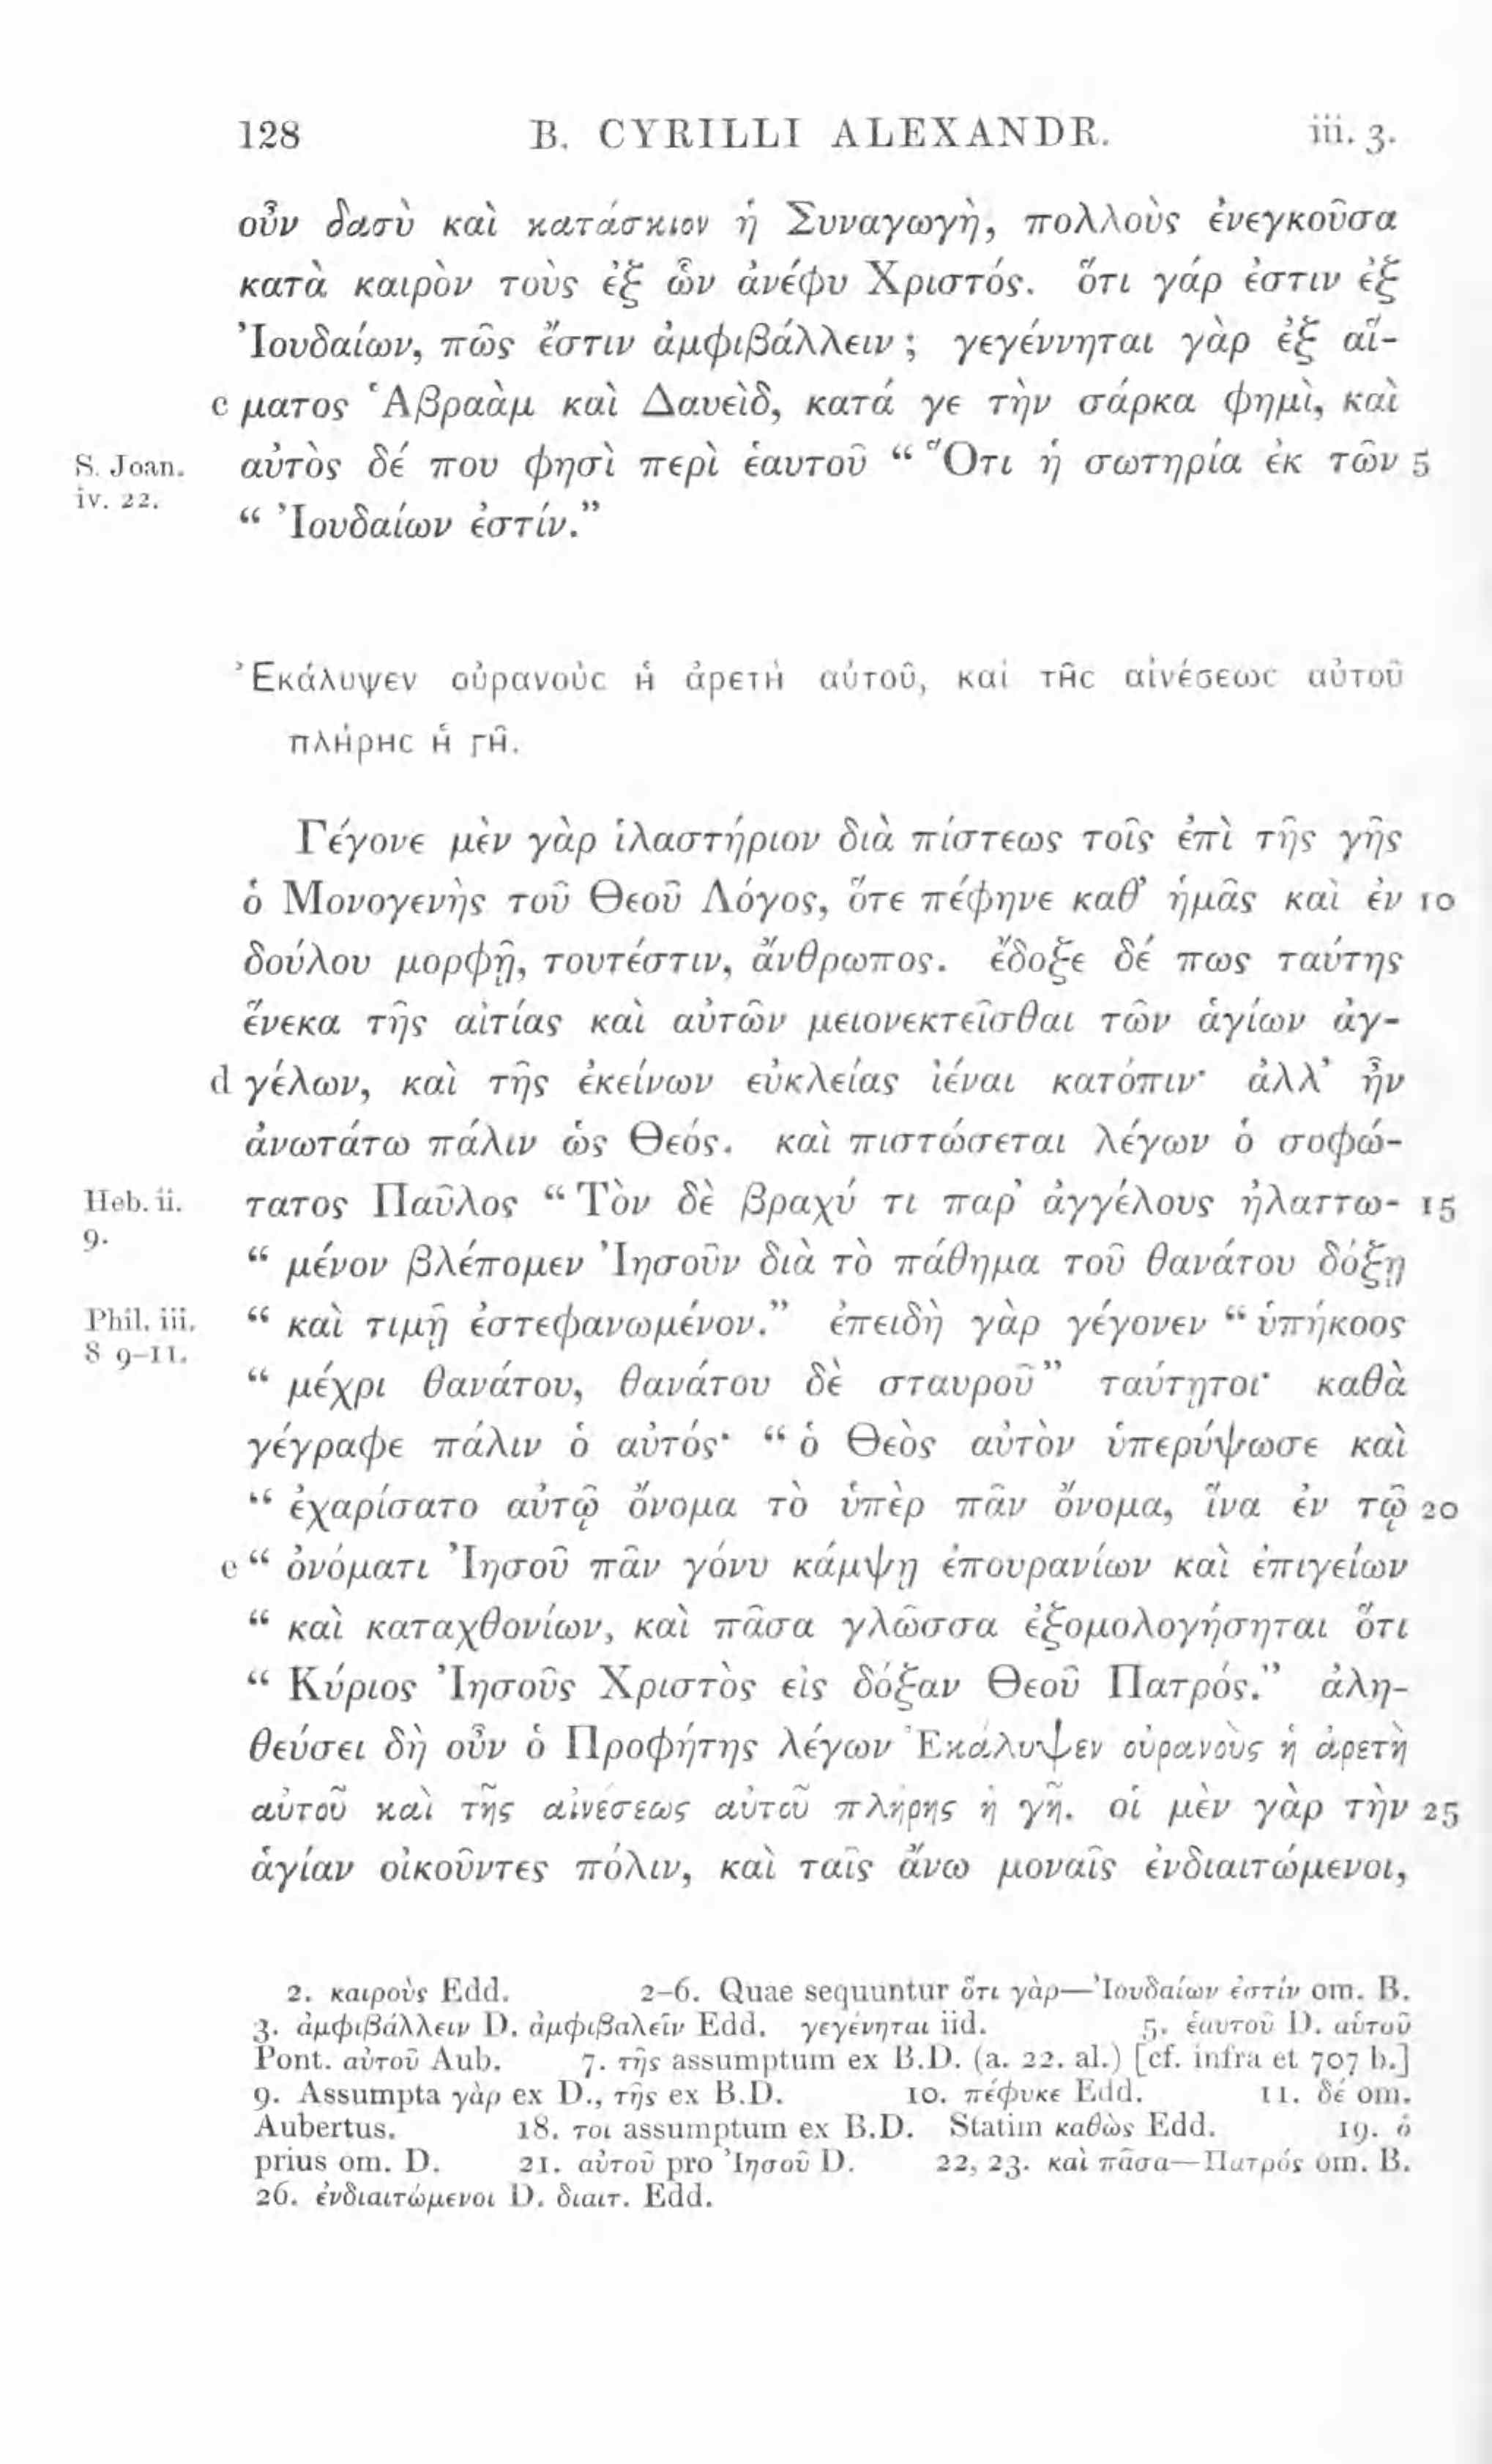 128 B. CYRILLI ALEXANDR. iii. 3.
οὖν δασὺ καὶ κατάσκιον ἡ Συναγωγὴ, πολλοὺς ἐνεγκοῦσα
κατὰ καιρὸν τοὺς ἐξ ὧν ἀνέφυ Χριστός. ὅτι γάρ ἐστιν ἐξ
Ἰουδαίων, πῶς ἔστιν ἀμφιβάλλειν; γεγέννηται γὰρ ἐξ αἵ-
c ματος Ἁβραὰμ καὶ Δαυεὶδ, κατά γε τὴν σάρκα φημὶ, καὶ
S. Joan. αὐτὸς δέ που φησὶ περὶ ἑαυτοῦ “ Ὅτι ἡ σωτηρία ἐκ τῶν 5
iv. 22. “ Ἰουδαίων ἐστίν.”
Ἐκάλυψεν οὐρανοὺς ἡ ἀρετὴ αὐτοῦ, καὶ τῆς αἰνέσεως αὐτοῦ
πλήρης ἡ γῆ.
Γέγονε μὲν γὰρ ἱλαστήριον διὰ πίστεως τοῖς ἐπὶ τῆς γῆς
ὁ Μονογενὴς τοῦ Θεοῦ Λόγος, ὅτε πέφηνε καθ’ ἡμᾶς καὶ ἐν 10
δούλου μορφῇ, τουτέστιν, ἄνθρωπος. ἔδοξε δέ πως ταύτης
ἕνεκα τῆς αἰτίας καὶ αὐτῶν μειονεκτεῖσθαι τῶν ἁγίων ἀγ-
d γέλων, καὶ τῆς ἐκείνων εὐκλείας ἰέναι κατόπιν· ἀλλ’ ἦν
ἀνωτάτω πάλιν ὡς Θεός. καὶ πιστώσεται λέγων ὁ σοφώ-
Heb. ii. τατος Παῦλος “ Τὸν δὲ βραχύ τι παρ’ ἀγγέλους ἠλαττω- 15
9. “ μένον βλέπομεν Ἰησοῦν διὰ τὸ πάθημα τοῦ θανάτου δόξῃ
Phil. iii. “ καὶ τιμῇ ἐστεφανωμένον.” ἐπειδὴ γὰρ γέγονεν “ ὑπήκοος
8 9-11. “ μέχρι θανάτου, θανάτου δὲ σταυροῦ” ταύτῃτοι· καθὰ
γέγραφε πάλιν ὁ αὐτός· “ ὁ Θεὸς αὐτὸν ὑπερύψωσε καὶ
“ ἐχαρίσατο αὐτῷ ὄνομα τὸ ὑπὲρ πᾶν ὄνομα, ἵνα ἐν τῷ 20
e “ ὀνόματι Ἰησοῦ πᾶν γόνυ κάμψῃ ἐπουρανίων καὶ ἐπιγείων
“ καὶ καταχθονίων, καὶ πᾶσα γλῶσσα ἐξομολογήσηται ὅτι
“ Κύριος Ἰησοῦς Χριστὸς εἰς δόξαν Θεοῦ Πατρός.” ἀλη-
θεύσει δὴ οὖν ὁ Προφήτης λέγων Ἐκάλυψεν οὐρανοὺς ἡ ἀρετὴ
αὐτοῦ καὶ τῆς αἰνέσεως αὐτοῦ πλήρης ἡ γῆ. οἱ μὲν γὰρ τὴν 25
ἁγίαν οἰκοῦντες πόλιν, καὶ ταῖς ἄνω μοναῖς ἐνδιαιτώμενοι,
2. καιροὺς Edd. 2–6. Quae sequuntur ὅτι γὰρ—Ἰουδαίων ἐστίν om. B.
3. ἀμφιβάλλειν D. ἀμφιβαλεῖν Edd. γεγένηται iid. 5. ἑαυτοῦ D. αὑτοῦ
Pont. αὐτοῦ Aub. 7. τῆς assumptum ex B.D. (a. 22. al.) [cf. infra et 707 b.]
9. Assumpta γὰρ ex D., τῆς ex B.D. 10. πέφυκε Edd. 11. δέ om.
Aubertus. 18. τοι assumptum ex B.D. Statim καθὼς Edd. 19. ὁ
prius om. D. 21. αὐτοῦ pro Ἰησοῦ D. 22, 23. καὶ πᾶσα—Πατρός om. B.
26. ἐνδιαιτώμενοι D. διαιτ. Edd.